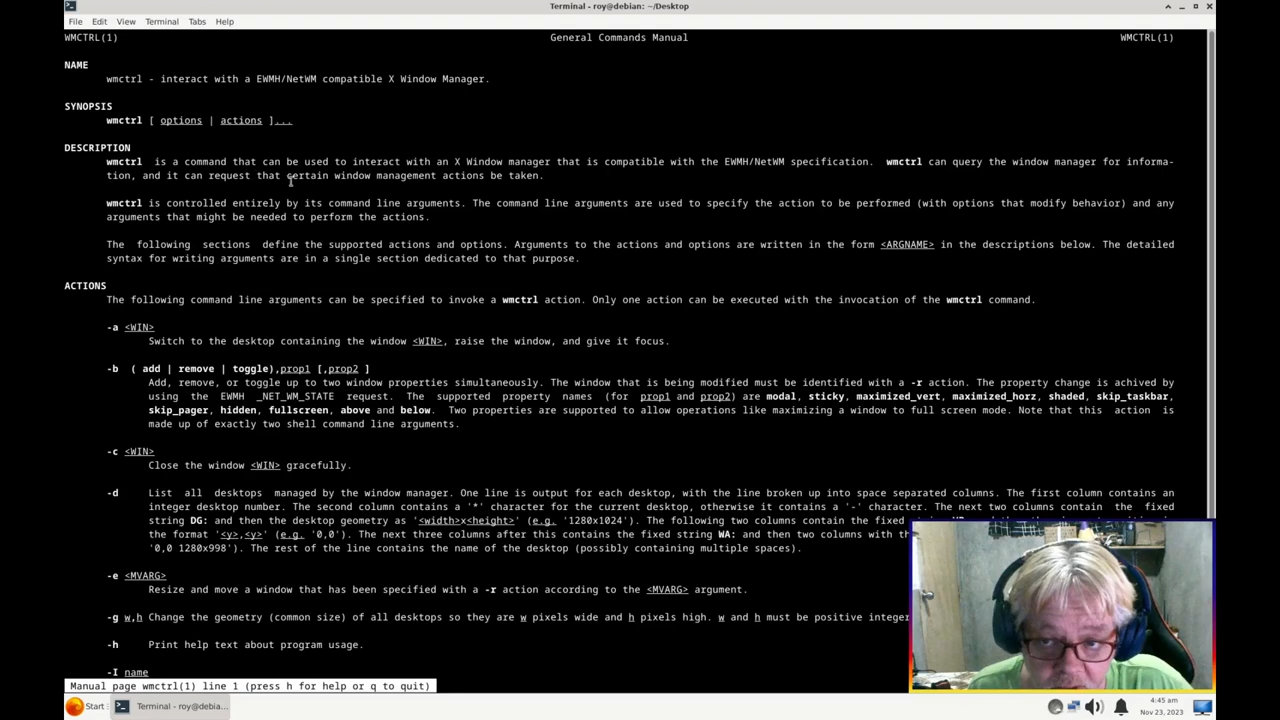 Terminal - roy@debian: ~/Desktop
File Edit View Terminal Tabs Help
WMCTRL(1) General Commands Manual WMCTRL(1)
NAME
wmctrl - interact with a EWMH/NetWM compatible X Window Manager.
SYNOPSIS
wmctrl [ options | actions ]...
DESCRIPTION
wmctrl is a command that can be used to interact with an X Window manager that is compatible with the EWMH/NetWM specification. wmctrl can query the window manager for informa-
tion, and it can request that certain window management actions be taken.
wmctrl is controlled entirely by its command line arguments. The command line arguments are used to specify the action to be performed (with options that modify behavior) and any
arguments that might be needed to perform the actions.
The following sections define the supported actions and options. Arguments to the actions and options are written in the form <ARGNAME> in the descriptions below. The detailed
syntax for writing arguments are in a single section dedicated to that purpose.
ACTIONS
The following command line arguments can be specified to invoke a wmctrl action. Only one action can be executed with the invocation of the wmctrl command.
-a <WIN>
Switch to the desktop containing the window <WIN>, raise the window, and give it focus.
-b ( add | remove | toggle),prop1 [,prop2 ]
Add, remove, or toggle up to two window properties simultaneously. The window that is being modified must be identified with a -r action. The property change is achived by
using the EWMH _NET_WM_STATE request. The supported property names (for prop1 and prop2) are modal, sticky, maximized_vert, maximized_horz, shaded, skip_taskbar,
skip_pager, hidden, fullscreen, above and below. Two properties are supported to allow operations like maximizing a window to full screen mode. Note that this action is
made up of exactly two shell command line arguments.
-c <WIN>
Close the window <WIN> gracefully.
-d List all desktops managed by the window manager. One line is output for each desktop, with the line broken up into space separated columns. The first column contains an
integer desktop number. The second column contains a '*' character for the current desktop, otherwise it contains a '-' character. The next two columns contain the fixed
string DG: and then the desktop geometry as '<width>x<height>' (e.g. '1280x1024'). The following two columns contain the fixed
the format '<y>,<y>' (e.g. '0,0'). The next three columns after this contains the fixed string WA: and then two columns with th
'0,0 1280x998'). The rest of the line contains the name of the desktop (possibly containing multiple spaces).
-e <MVARG>
Resize and move a window that has been specified with a -r action according to the <MVARG> argument.
-g w,h Change the geometry (common size) of all desktops so they are w pixels wide and h pixels high. w and h must be positive integer
-h Print help text about program usage.
-I name
Manual page wmctrl(1) line 1 (press h for help or q to quit)
Start Terminal - roy@debia... 4:45 am
Nov 23, 2023